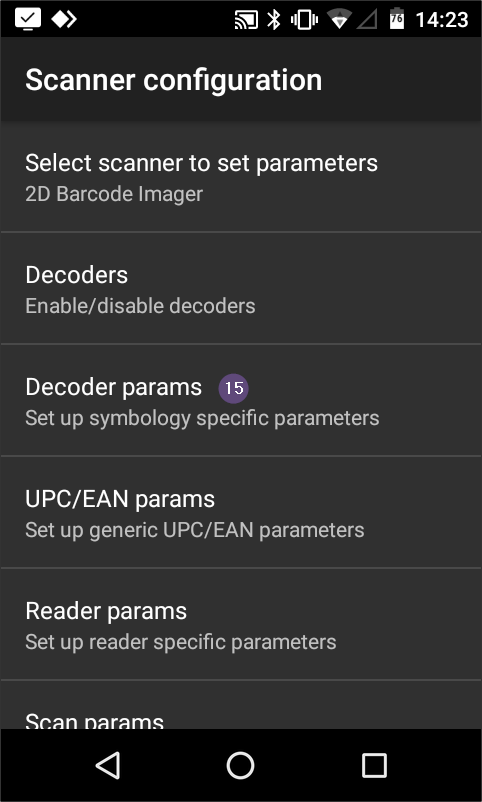 76 14:23
Scanner configuration
Select scanner to set parameters
2D Barcode Imager
Decoders
Enable/disable decoders
Decoder params 15
Set up symbology specific parameters
UPC/EAN params
Set up generic UPC/EAN parameters
Reader params
Set up reader specific parameters
Scan params